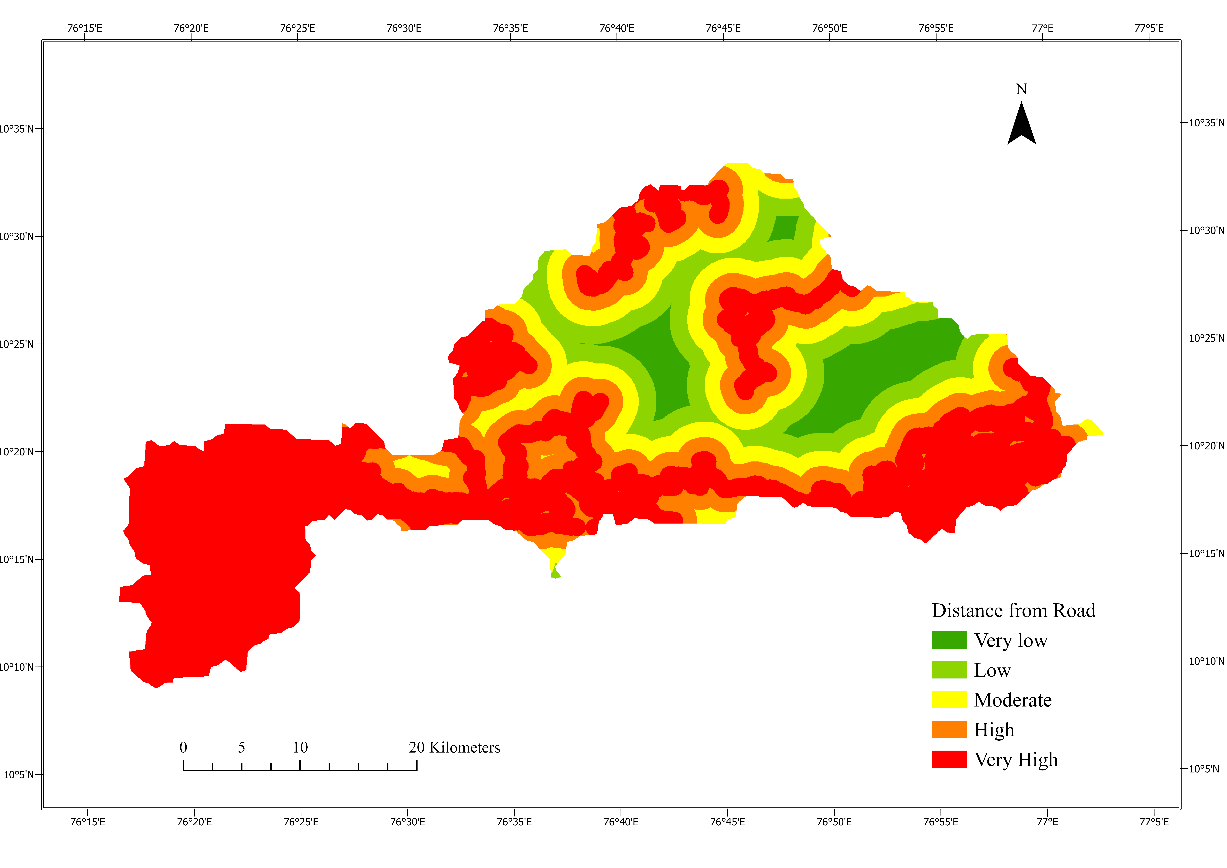 76°15'E 76°20'E 76°25'E 76°30'E 76°35'E 76°40'E 76°45'E 76°50'E 76°55'E 77°E 77°5'E
N
10°35'N 10°35'N
10°30'N 10°30'N
10°25'N 10°25'N
10°20'N 10°20'N
10°15'N 10°15'N
Distance from Road
Very low
Low
10°10'N 10°10'N
Moderate
High
0 5 10 20 Kilometers
Very High
10°5'N 10°5'N
76°15'E 76°20'E 76°25'E 76°30'E 76°35'E 76°40'E 76°45'E 76°50'E 76°55'E 77°E 77°5'E